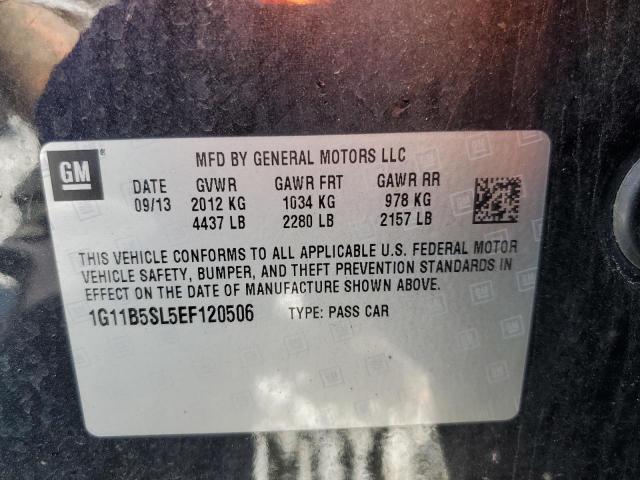 GM
MFD BY GENERAL MOTORS LLC
DATE GVWR GAWR FRT GAWR RR
09/13 2012 KG 1034 KG 978 KG
4437 LB 2280 LB 2157 LB
THIS VEHICLE CONFORMS TO ALL APPLICABLE U.S. FEDERAL MOTOR
VEHICLE SAFETY, BUMPER, AND THEFT PREVENTION STANDARDS IN
EFFECT ON THE DATE OF MANUFACTURE SHOWN ABOVE.
1G11B5SL5EF120506 TYPE: PASS CAR